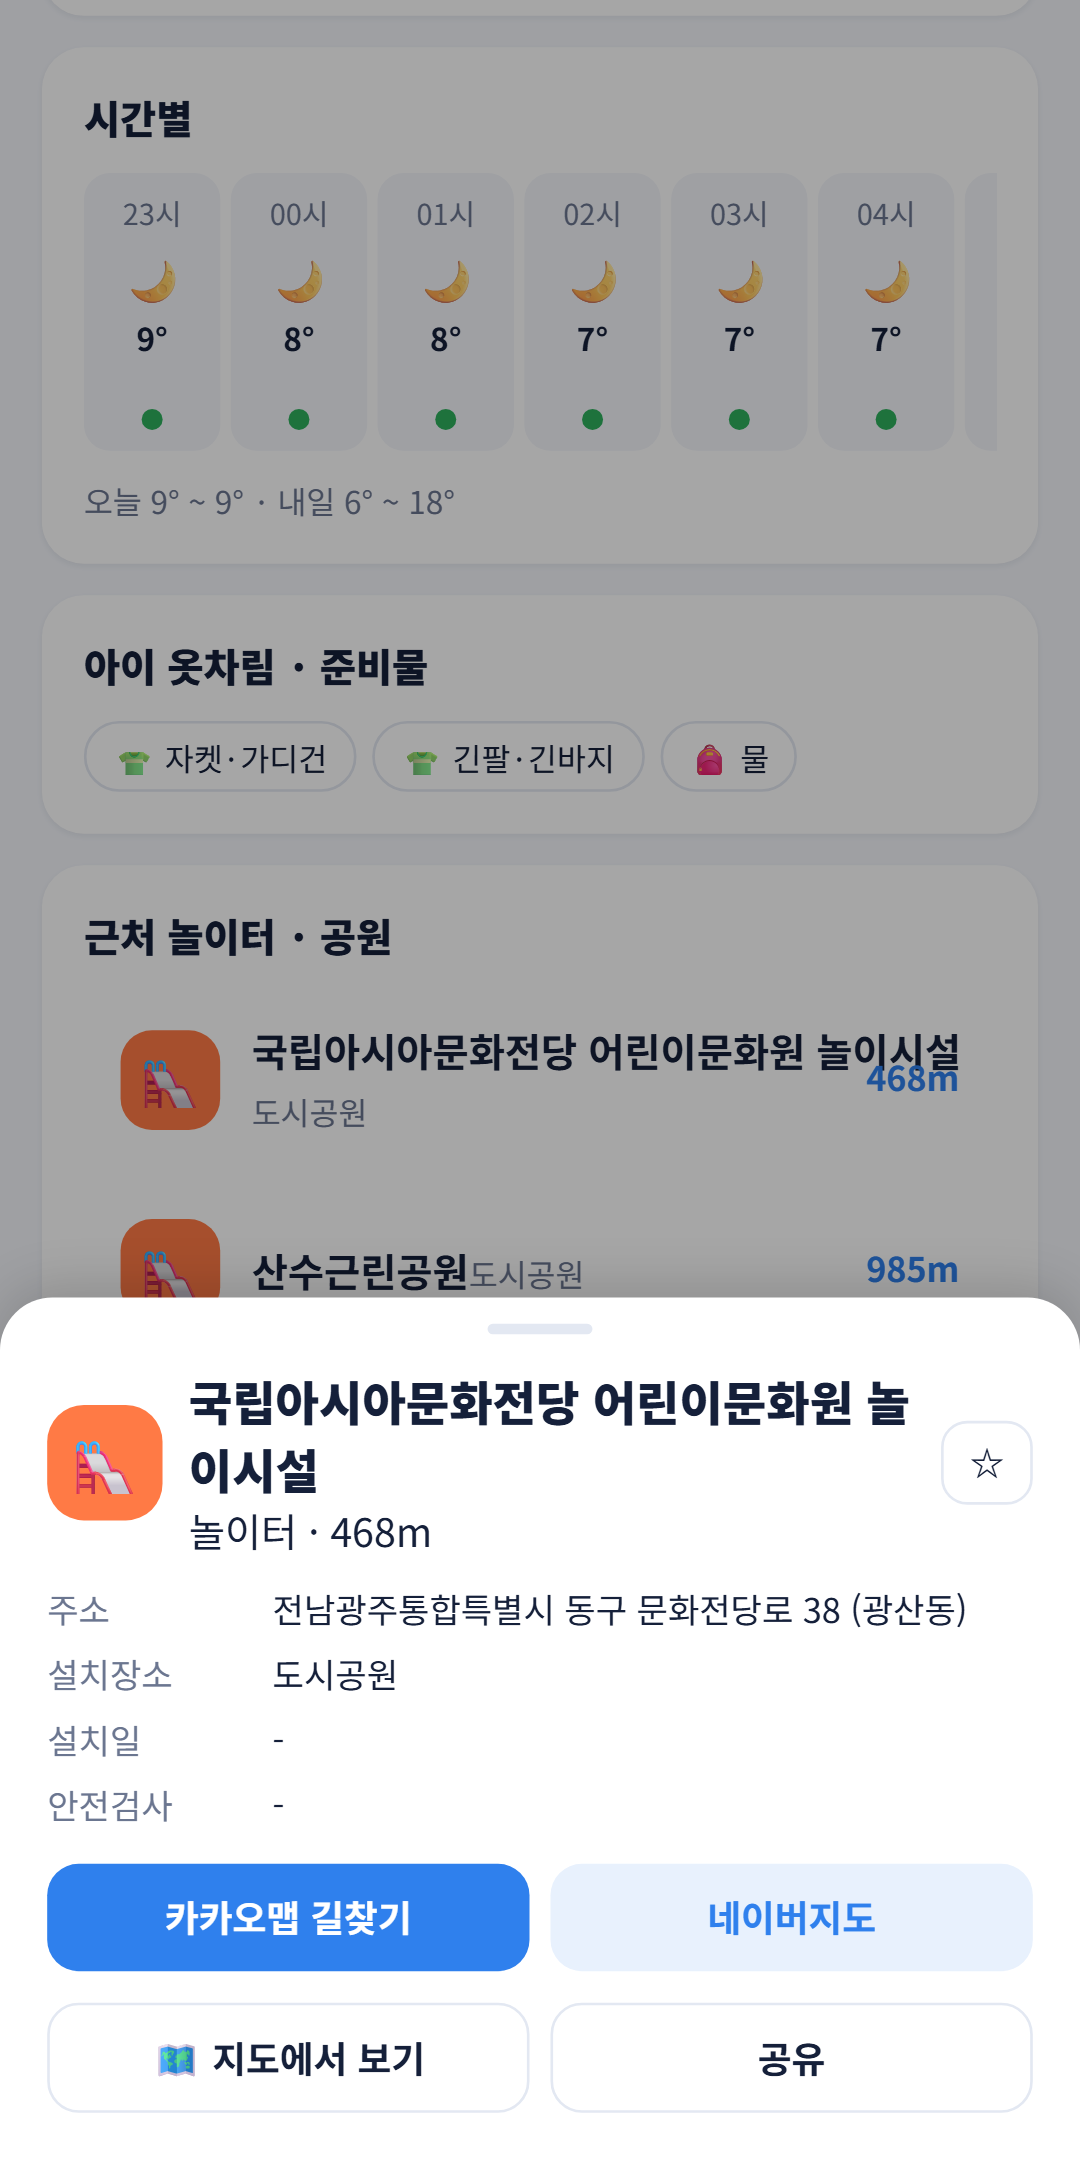 시간별
23시 00시 01시 02시 03시 04시
9° 8° 8° 7° 7° 7°
오늘 9° ~ 9° · 내일 6° ~ 18°
아이 옷차림 · 준비물
자켓·가디건 긴팔·긴바지 물
근처 놀이터 · 공원
국립아시아문화전당 어린이문화원 놀이시설
468m
도시공원
산수근린공원도시공원 985m
국립아시아문화전당 어린이문화원 놀
이시설
☆
놀이터 · 468m
주소 전남광주통합특별시 동구 문화전당로 38 (광산동)
설치장소 도시공원
설치일 -
안전검사 -
카카오맵 길찾기 네이버지도
지도에서 보기 공유